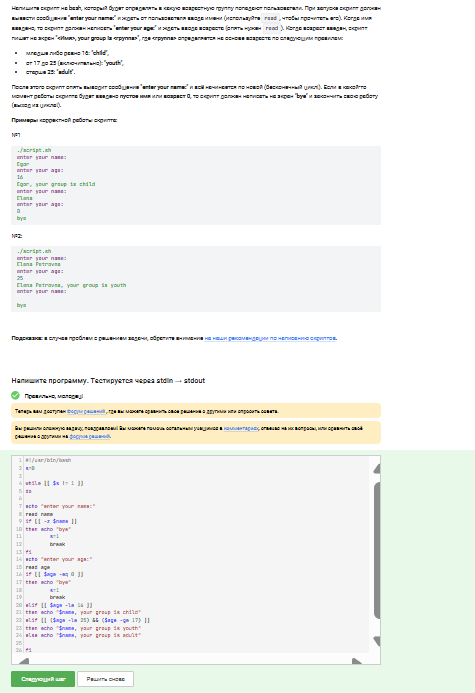 Напишите скрипт на bash, который будет определять в какую возрастную группу попадают пользователи. При запуске скрипт должен
вывести сообщение "enter your name:" и ждать от пользователя ввода имени (используйте read, чтобы прочитать его). Когда имя
введено, то скрипт должен написать "enter your age:" и ждать ввода возраста (опять нужен read). Когда возраст введен, скрипт
пишет на экран "<Имя>, your group is <группа>", где <группа> определяется на основе возраста по следующим правилам:
• младше либо равно 16: "child",
• от 17 до 25 (включительно): "youth",
• старше 25: "adult".
После этого скрипт опять выводит сообщение "enter your name:" и всё начинается по новой (бесконечный цикл!). Если в какой-то
момент работы скрипта будет введено пустое имя или возраст 0, то скрипт должен написать на экран "bye" и закончить свою работу
(выход из цикла!).
Примеры корректной работы скрипта:
№1:
./script.sh
enter your name:
Egor
enter your age:
16
Egor, your group is child
enter your name:
Elena
enter your age:
0
bye
№2:
./script.sh
enter your name:
Elena Petrovna
enter your age:
25
Elena Petrovna, your group is youth
enter your name:
bye
Подсказка: в случае проблем с решением задачи, обратите внимание на наши рекомендации по написанию скриптов.
Напишите программу. Тестируется через stdin → stdout
Правильно, молодец!
Теперь вам доступен Форум решений, где вы можете сравнить своё решение с другими или спросить совета.
Вы решили сложную задачу, поздравляем! Вы можете помочь остальным учащимся в комментариях, отвечая на их вопросы, или сравнить своё
решение с другими на форуме решений.
1 #!/usr/bin/bash
2 s=0
3
4 while [[ $s != 1 ]]
5 do
6
7 echo "enter your name:"
8 read name
9 if [[ -z $name ]]
10 then echo "bye"
11 s=1
12 break
13 fi
14 echo "enter your age:"
15 read age
16 if [[ $age -eq 0 ]]
17 then echo "bye"
18 s=1
19 break
20 elif [[ $age -le 16 ]]
21 then echo "$name, your group is child"
22 elif [[ ($age -le 25) && ($age -ge 17) ]]
23 then echo "$name, your group is youth"
24 else echo "$name, your group is adult"
25
26 fi
Следующий шаг
Решить снова